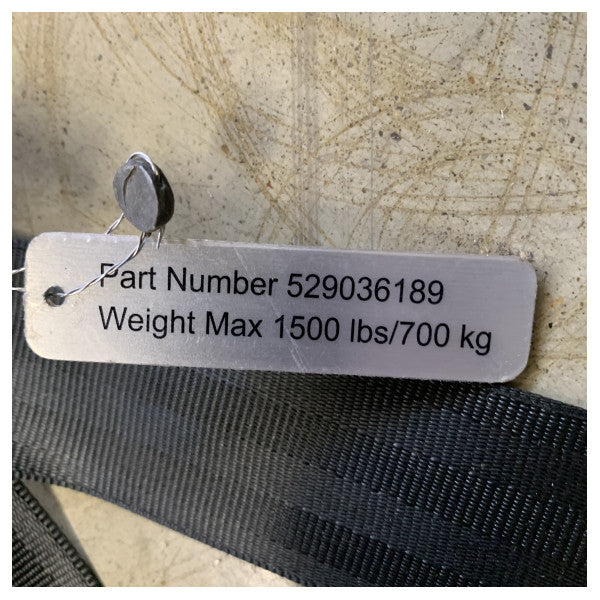 Part Number 529036189
Weight Max 1500 lbs/700 kg